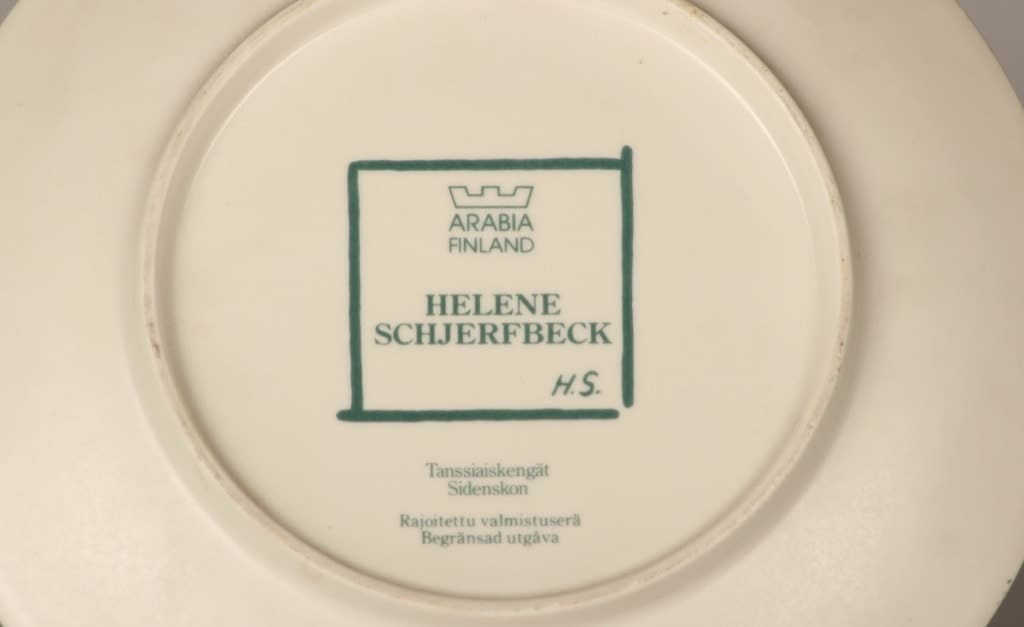 ARABIA
FINLAND
HELENE
SCHJERFBECK
H.S.
Tanssiaiskengät
Sidenskon
Rajoitettu valmistuserä
Begränsad utgåva